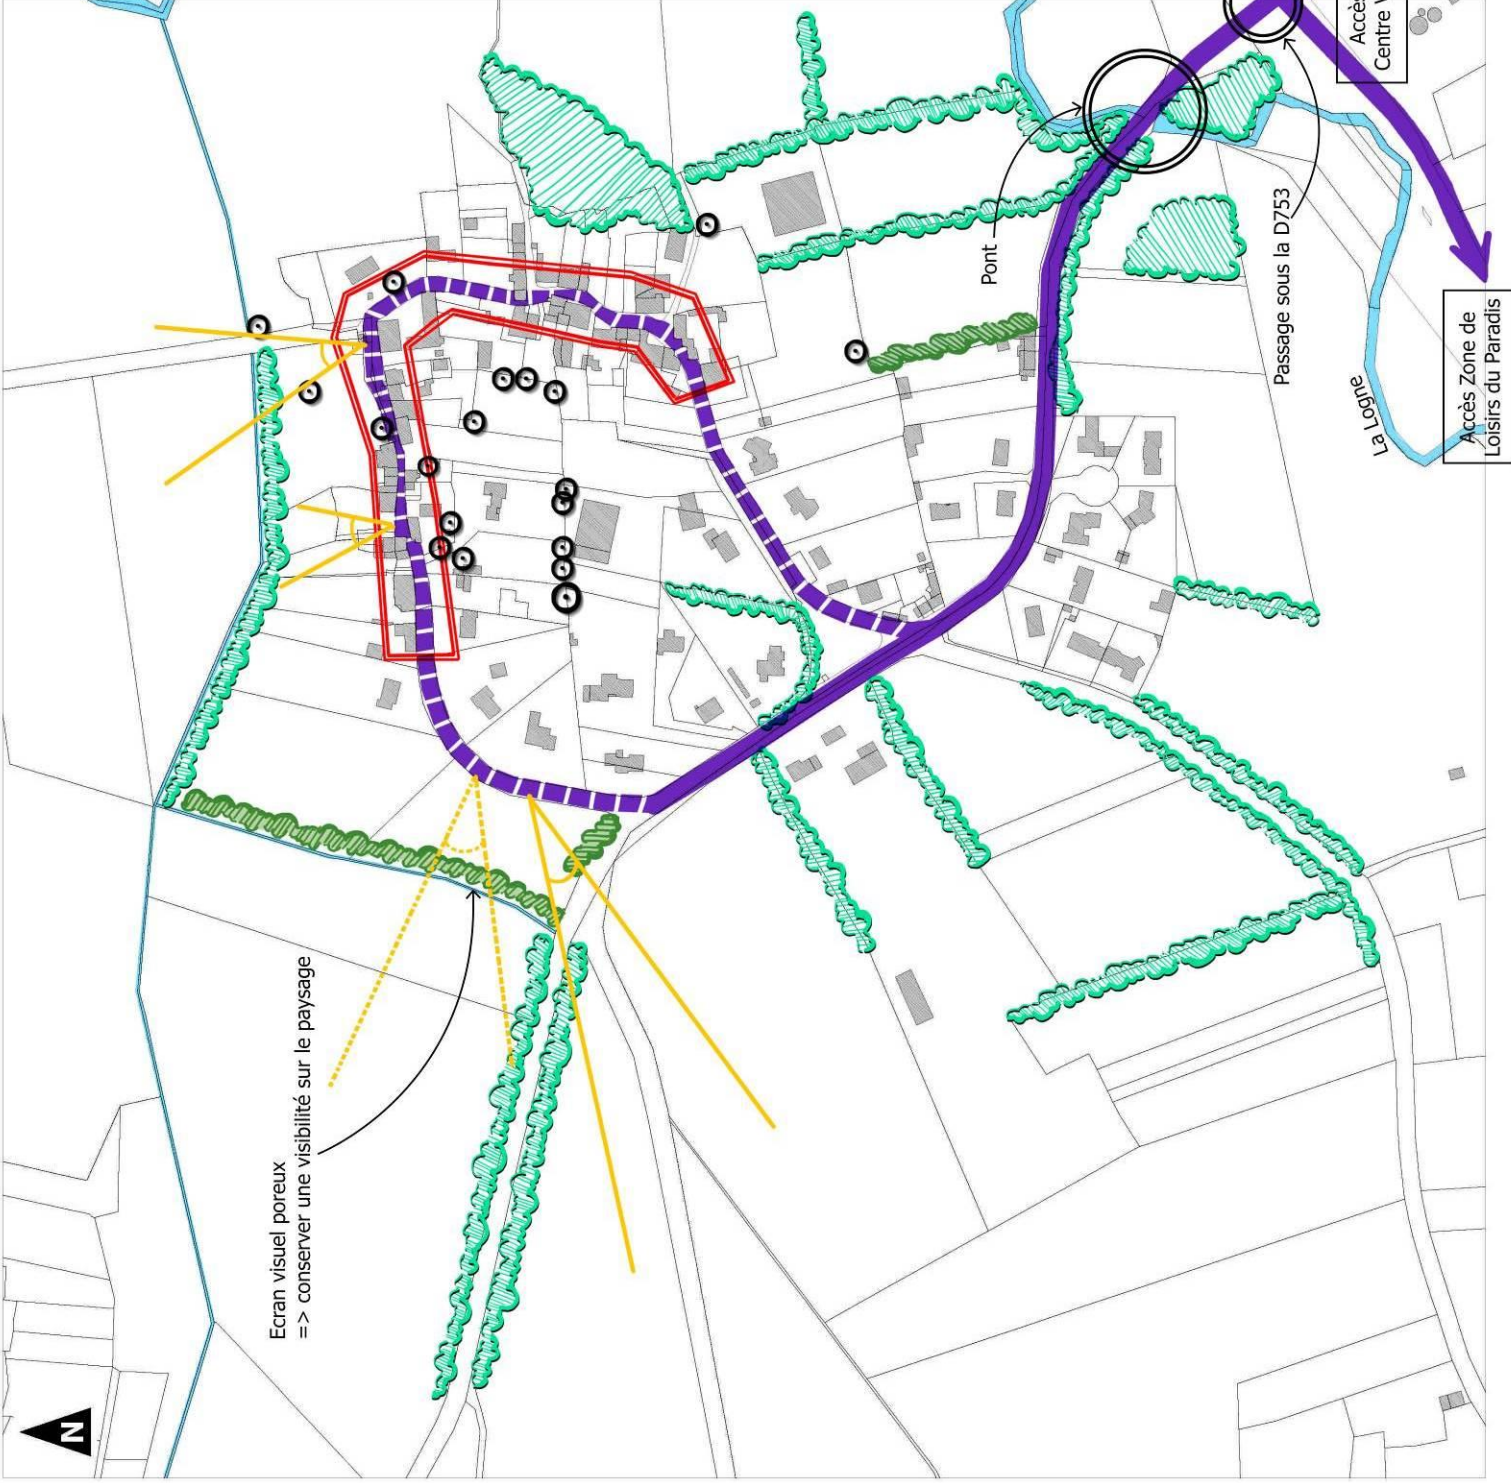 N
Ecran visuel poreux
=> conserver une visibilité sur le paysage
Pont
Passage sous la D753
La Logne
Accès
Centre
Accès Zone de
Loisirs du Paradis